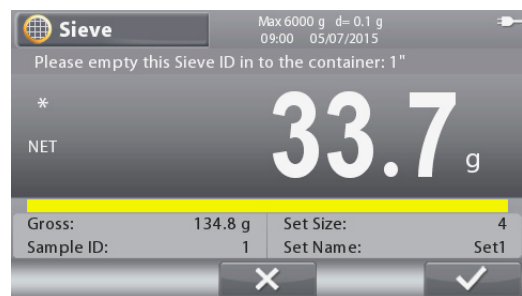 Sieve
Max 6000 g d= 0.1 g
09:00 05/07/2015
Please empty this Sieve ID in to the container: 1"
*
NET
33.7 g
Gross: 134.8 g Set Size: 4
Sample ID: 1 Set Name: Set1